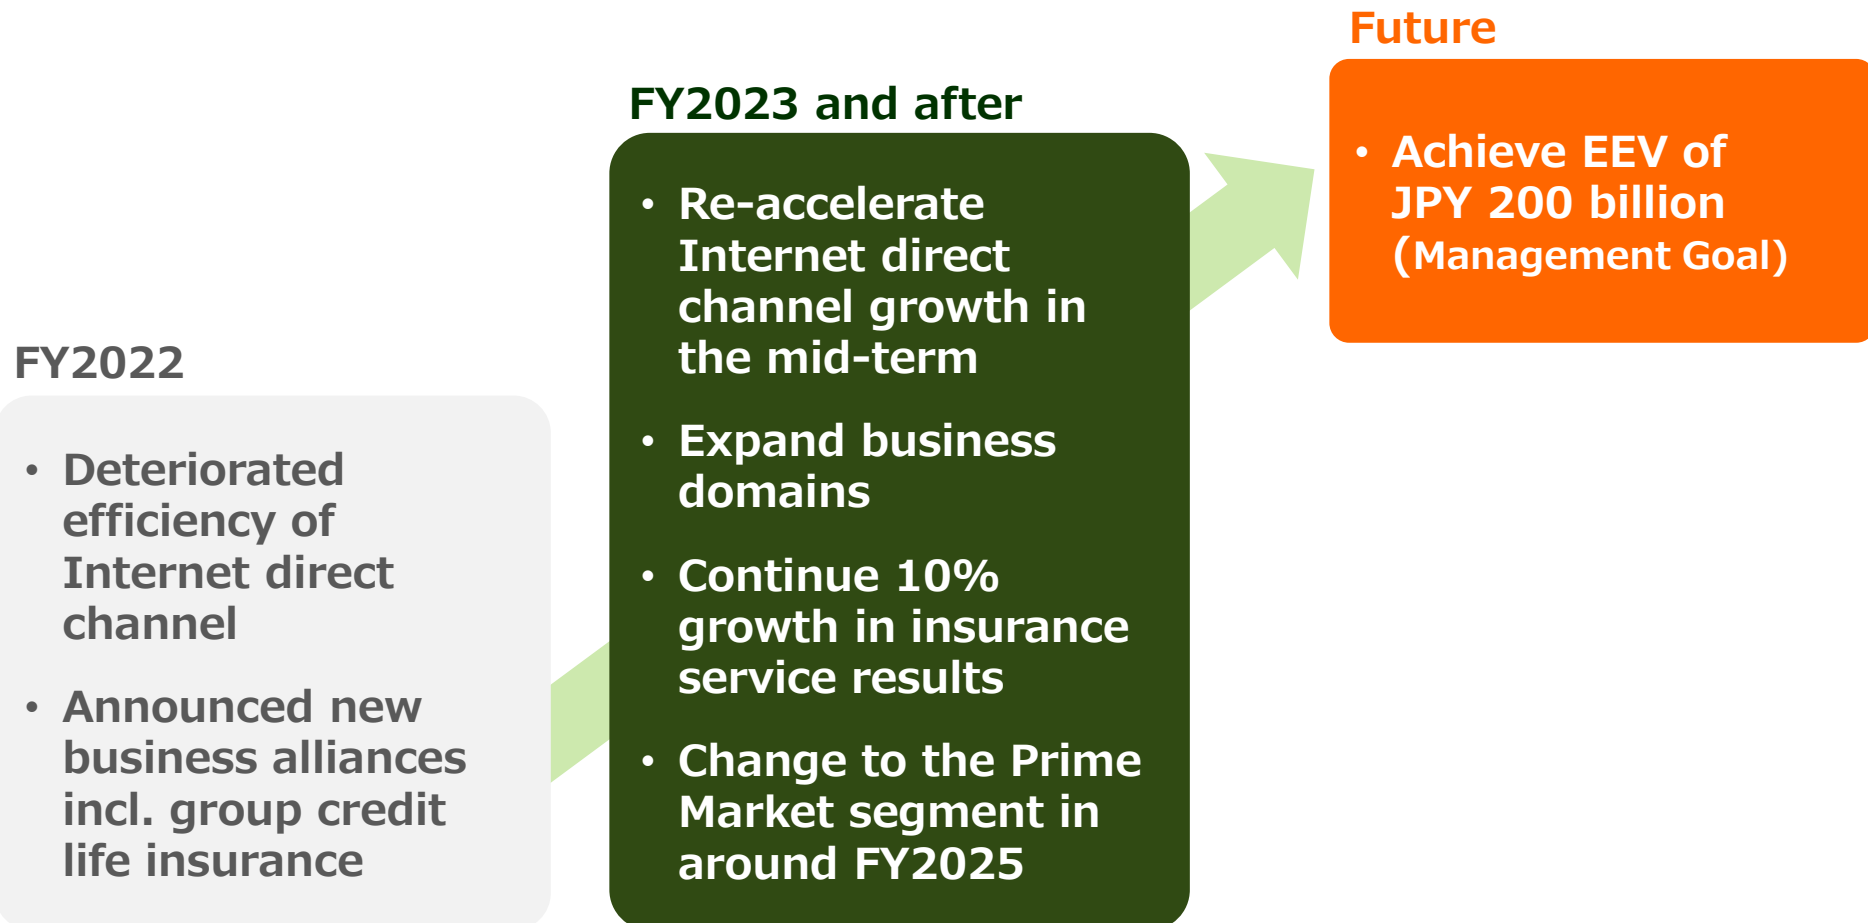 FY2022
• Deteriorated
efficiency of
Internet direct
channel
• Announced new
business alliances
incl. group credit
life insurance
FY2023 and after
• Re-accelerate
Internet direct
channel growth in
the mid-term
• Expand business
domains
• Continue 10%
growth in insurance
service results
• Change to the Prime
Market segment in
around FY2025
Future
• Achieve EEV of
JPY 200 billion
(Management Goal)